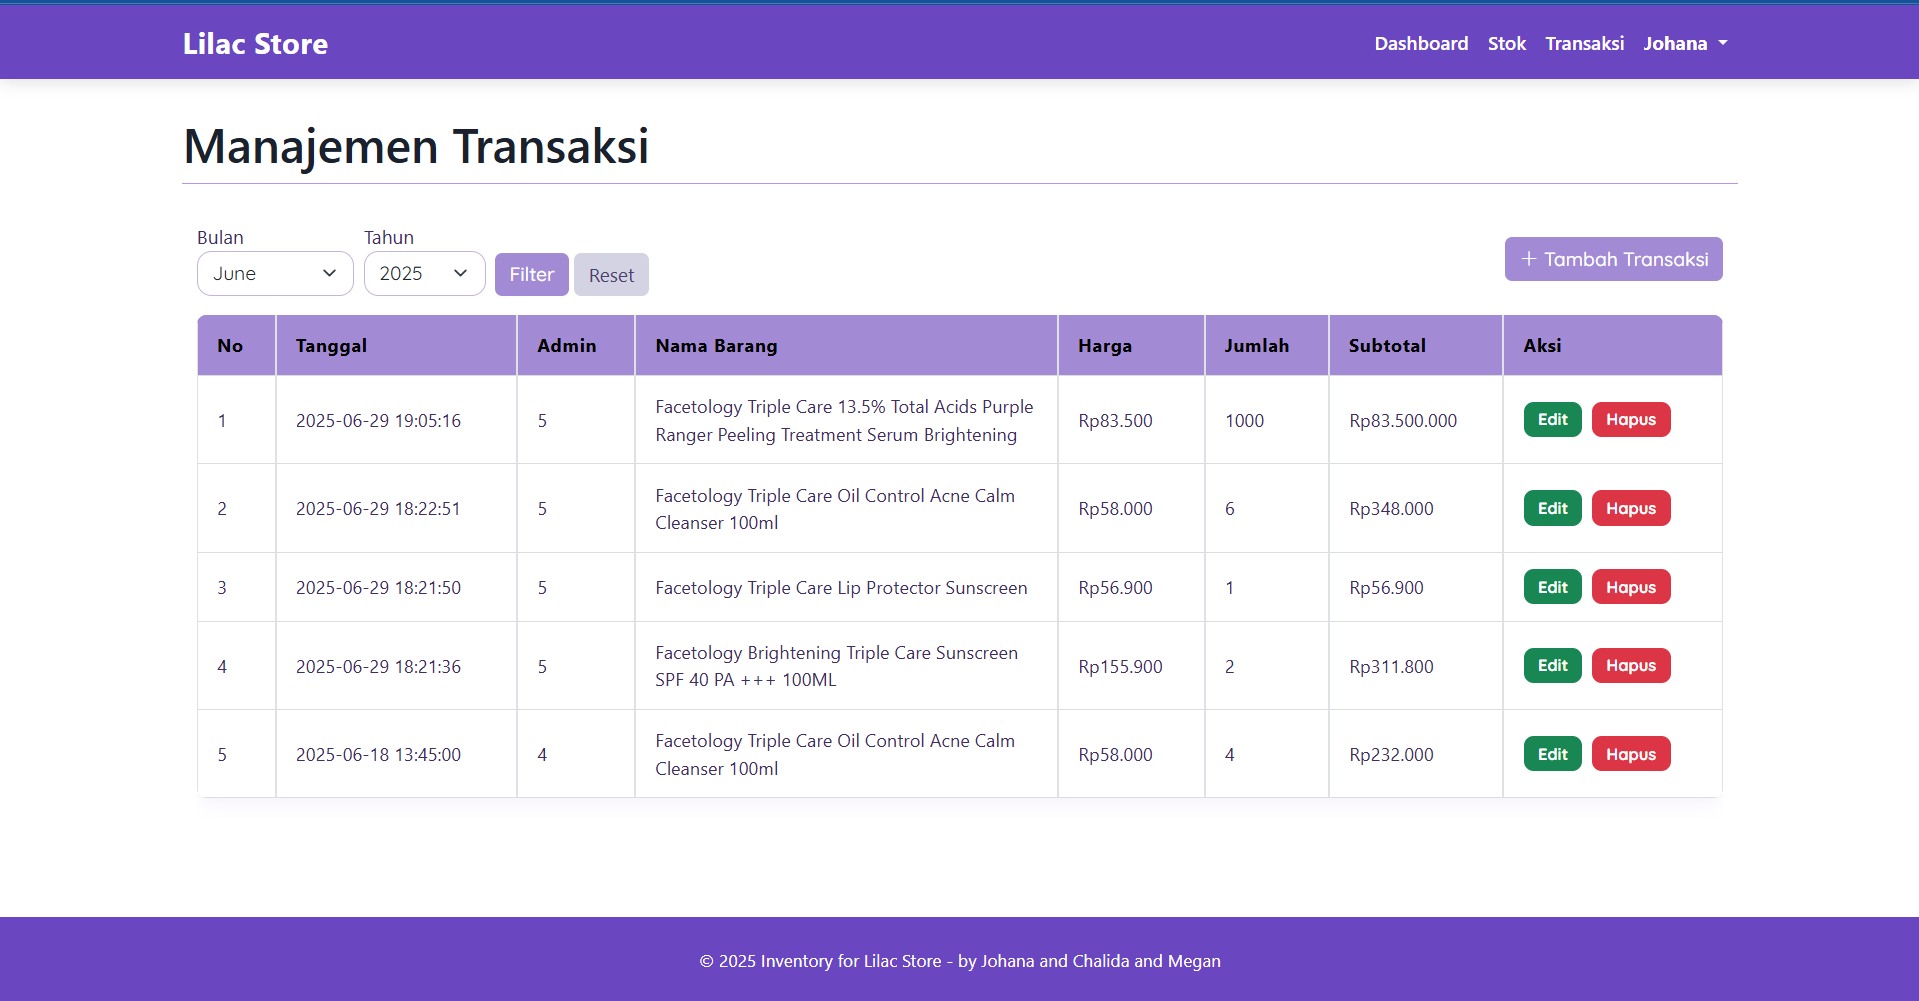 Lilac Store
Dashboard Stok Transaksi Johana
Manajemen Transaksi
Bulan Tahun
June 2025 Filter Reset
+ Tambah Transaksi
No Tanggal Admin Nama Barang Harga Jumlah Subtotal Aksi
1 2025-06-29 19:05:16 5 Facetology Triple Care 13.5% Total Acids Purple
Ranger Peeling Treatment Serum Brightening Rp83.500 1000 Rp83.500.000 Edit Hapus
2 2025-06-29 18:22:51 5 Facetology Triple Care Oil Control Acne Calm
Cleanser 100ml Rp58.000 6 Rp348.000 Edit Hapus
3 2025-06-29 18:21:50 5 Facetology Triple Care Lip Protector Sunscreen Rp56.900 1 Rp56.900 Edit Hapus
4 2025-06-29 18:21:36 5 Facetology Brightening Triple Care Sunscreen
SPF 40 PA +++ 100ML Rp155.900 2 Rp311.800 Edit Hapus
5 2025-06-18 13:45:00 4 Facetology Triple Care Oil Control Acne Calm
Cleanser 100ml Rp58.000 4 Rp232.000 Edit Hapus
© 2025 Inventory for Lilac Store - by Johana and Chalida and Megan